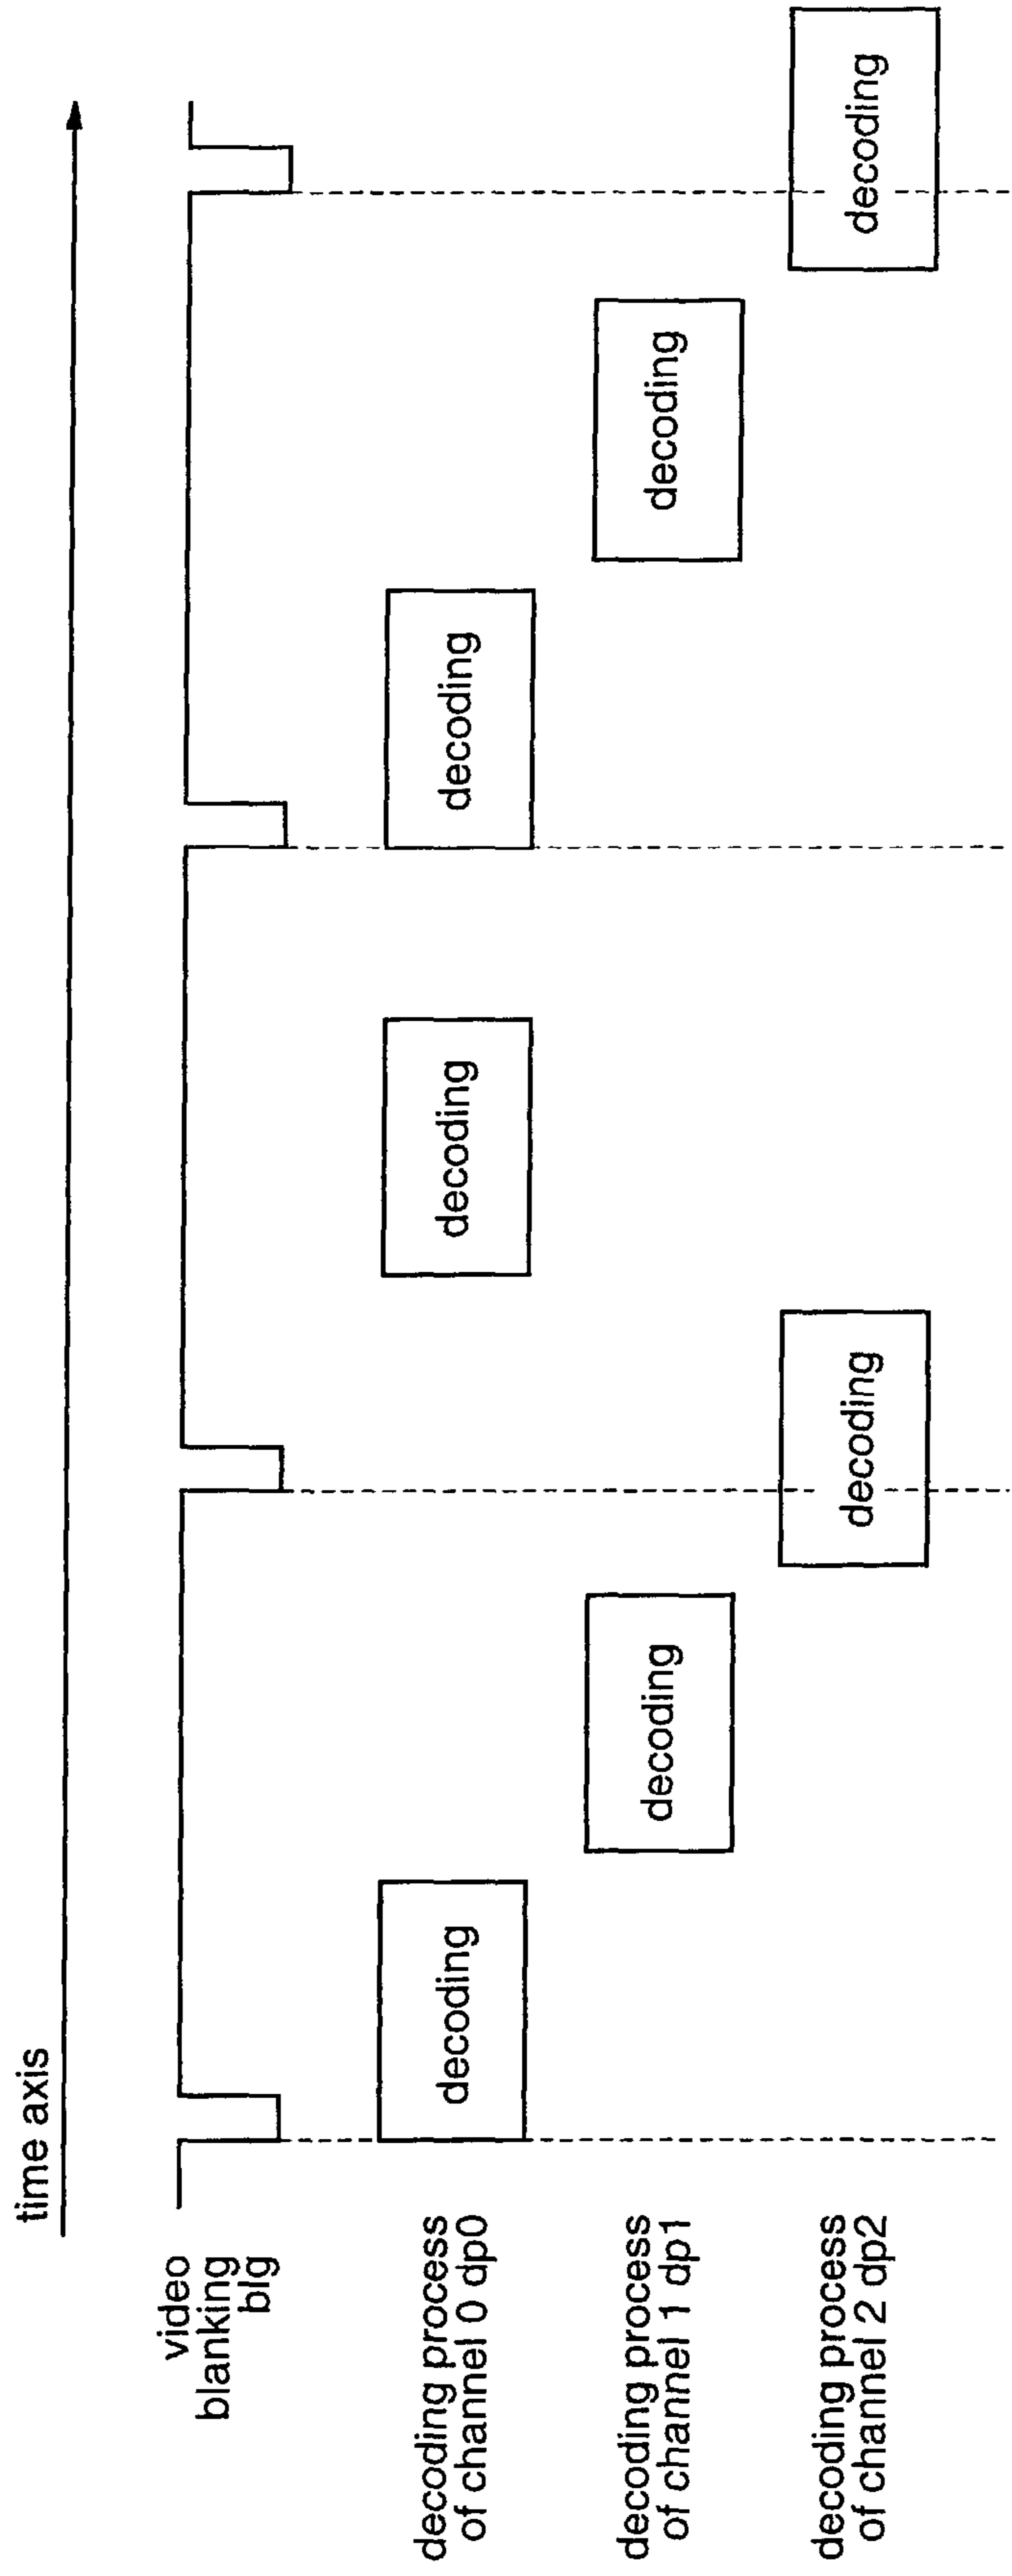 time axis
video
blanking
blg
decoding process
of channel 0 dp0
decoding
decoding
decoding
decoding process
of channel 1 dp1
decoding
decoding
decoding process
of channel 2 dp2
decoding
decoding